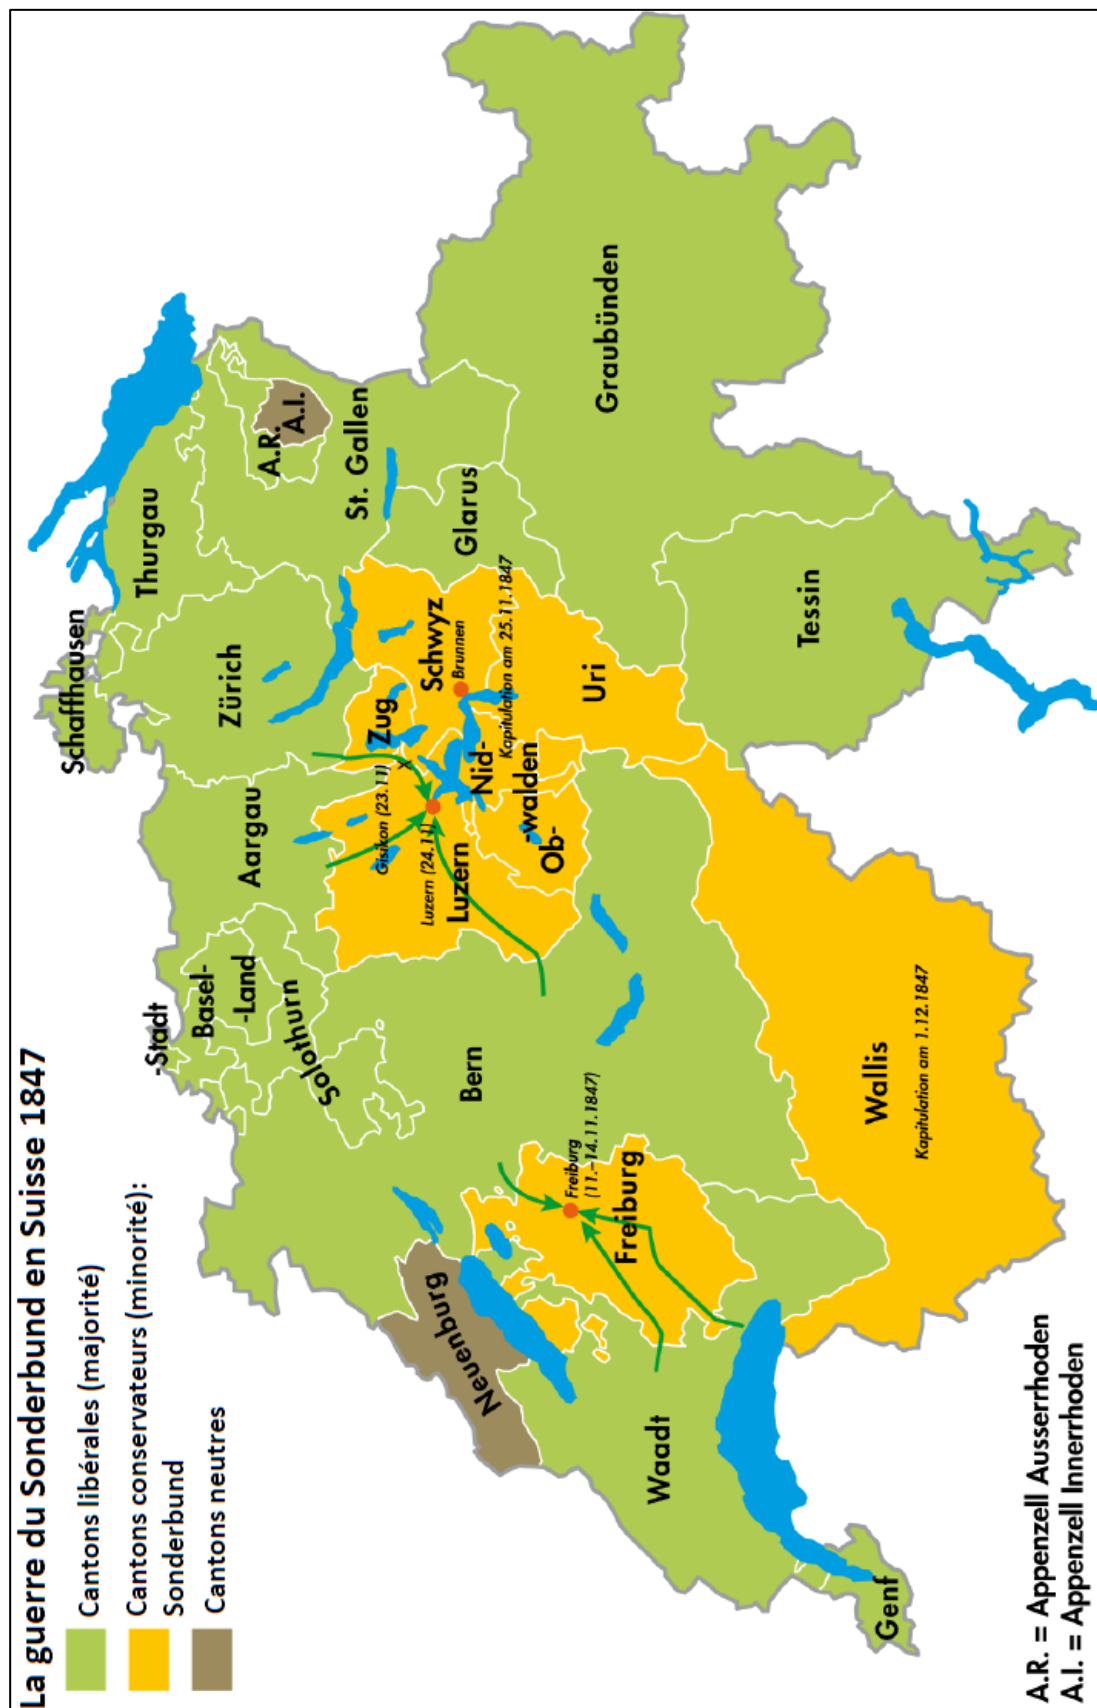 La guerre du Sonderbund en Suisse 1847
Cantons libérales (majorité)
Cantons conservateurs (minorité):
Sonderbund
Cantons neutres
Schaffhausen
Thurgau
Zürich
A.R.
A.I.
St. Gallen
-Stadt
Basel-
-Land
Aargau
Solothurn
Zug
Gisikon (23.11)
Luzern (24.11)
Luzern
Schwyz
Brunnen
Kapitulation am 25.11.1847
Glarus
Nid-
-walden
Ob-
Uri
Graubünden
Neuenburg
Bern
Freiburg
(11.–14.11.1847)
Freiburg
Waadt
Genf
Wallis
Kapitulation am 1.12.1847
Tessin
A.R. = Appenzell Ausserrhoden
A.I. = Appenzell Innerrhoden